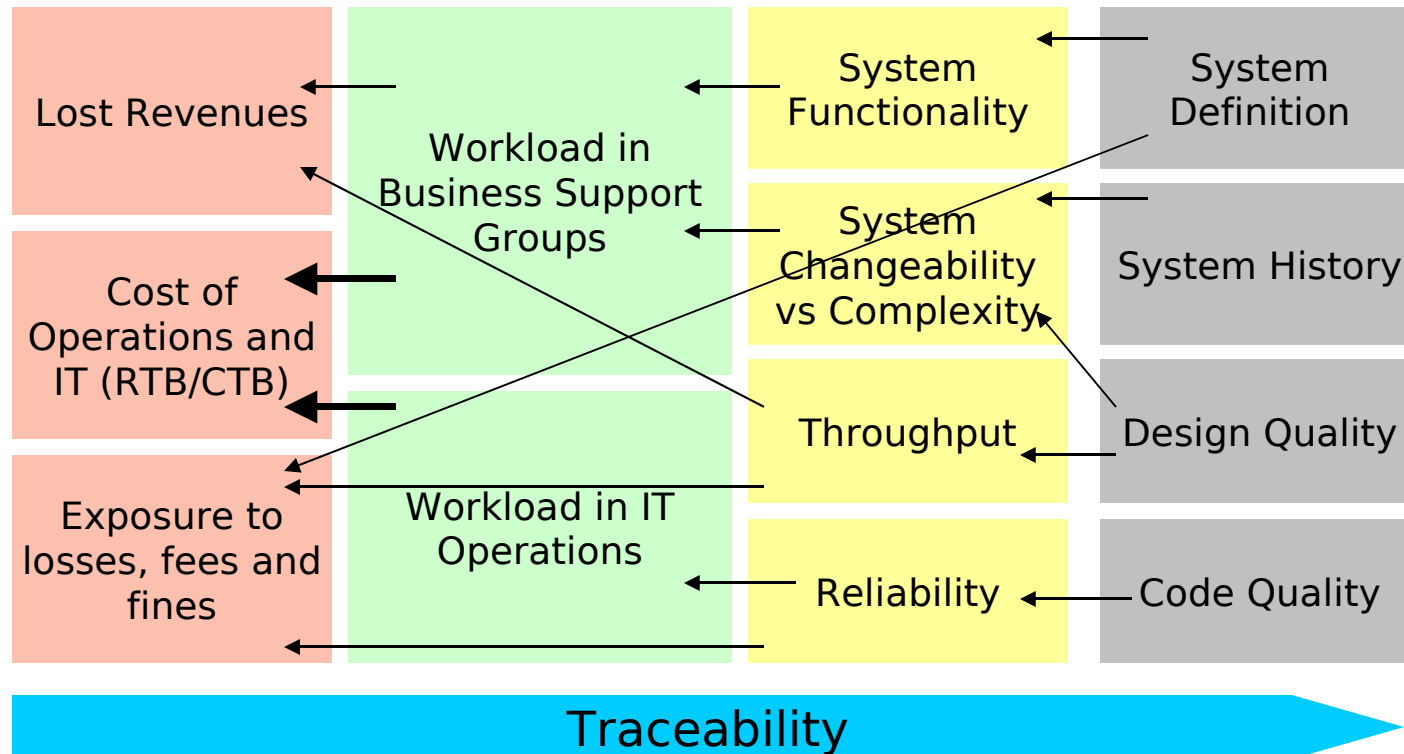 Lost Revenues
Cost of
Operations and
IT (RTB/CTB)
Exposure to
losses, fees and
fines
Workload in
Business Support
Groups
Workload in IT
Operations
System
Functionality
System
Changeability
vs Complexity
Throughput
Reliability
System
Definition
System History
Design Quality
Code Quality
Traceability